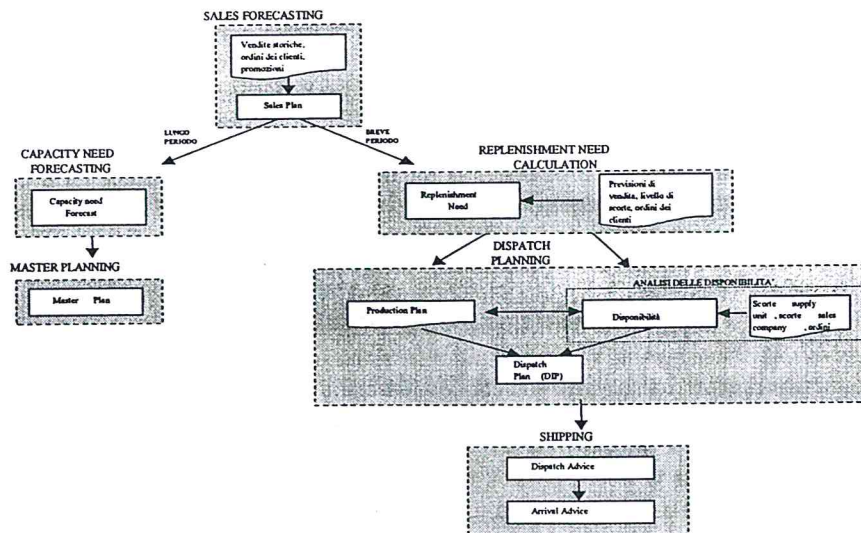 SALES FORECASTING
Vendite storiche,
ordini dei clienti,
promozioni
Sales Plan
LUNGO
PERIODO
BREVE
PERIODO
CAPACITY NEED
FORECASTING
Capacity need
Forecast
MASTER PLANNING
Master Plan
REPLENISHMENT NEED
CALCULATION
Replenishment
Need
Previsioni di
vendita, livello di
scorte, ordini dei
clienti
DISPATCH
PLANNING
ANALISI DELLE DISPONIBILITA'
Production Plan
Disponibilità
Scorte supply
unit , scorte sales
company , ordini
Dispatch
Plan (DIP)
SHIPPING
Dispatch Advice
Arrival Advice